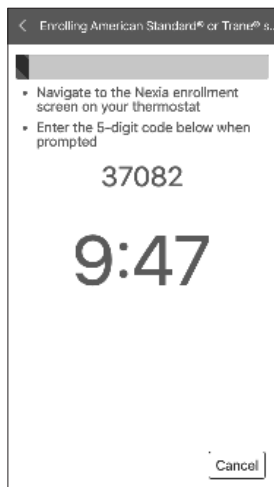 < Enrolling American Standard® or Trane® s..
• Navigate to the Nexia enrollment
screen on your thermostat
• Enter the 5-digit code below when
prompted
37082
9:47
Cancel